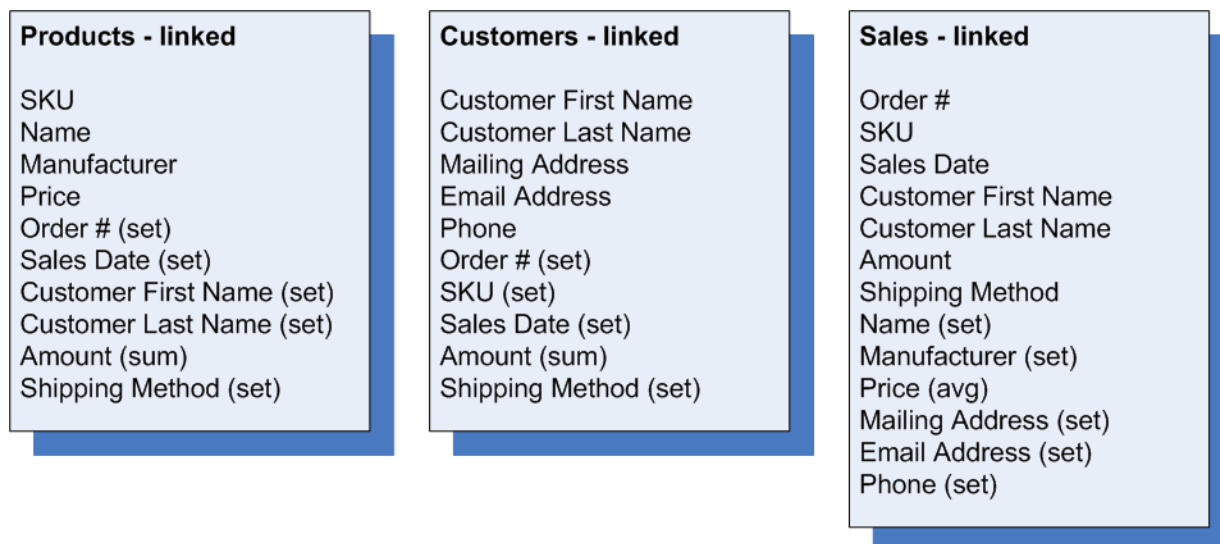 Products - linked
SKU
Name
Manufacturer
Price
Order # (set)
Sales Date (set)
Customer First Name (set)
Customer Last Name (set)
Amount (sum)
Shipping Method (set)
Customers - linked
Customer First Name
Customer Last Name
Mailing Address
Email Address
Phone
Order # (set)
SKU (set)
Sales Date (set)
Amount (sum)
Shipping Method (set)
Sales - linked
Order #
SKU
Sales Date
Customer First Name
Customer Last Name
Amount
Shipping Method
Name (set)
Manufacturer (set)
Price (avg)
Mailing Address (set)
Email Address (set)
Phone (set)